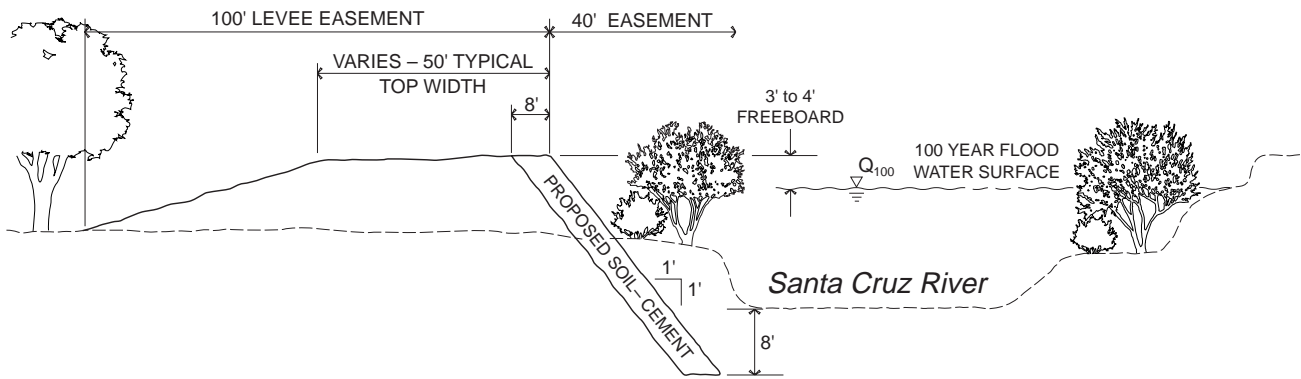 100' LEVEE EASEMENT
40' EASEMENT
VARIES – 50' TYPICAL
TOP WIDTH
8'
3' to 4'
FREEBOARD
Q100
100 YEAR FLOOD
WATER SURFACE
PROPOSED SOIL–CEMENT
1'
1'
Santa Cruz River
8'